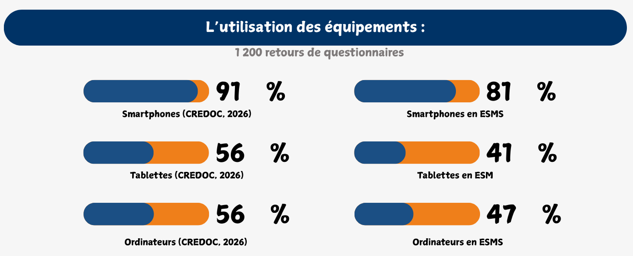 L'utilisation des équipements :
1 200 retours de questionnaires
91 %
81 %
Smartphones (CREDOC, 2026)
Smartphones en ESMS
56 %
41 %
Tablettes (CREDOC, 2026)
Tablettes en ESM
56 %
47 %
Ordinateurs (CREDOC, 2026)
Ordinateurs en ESMS